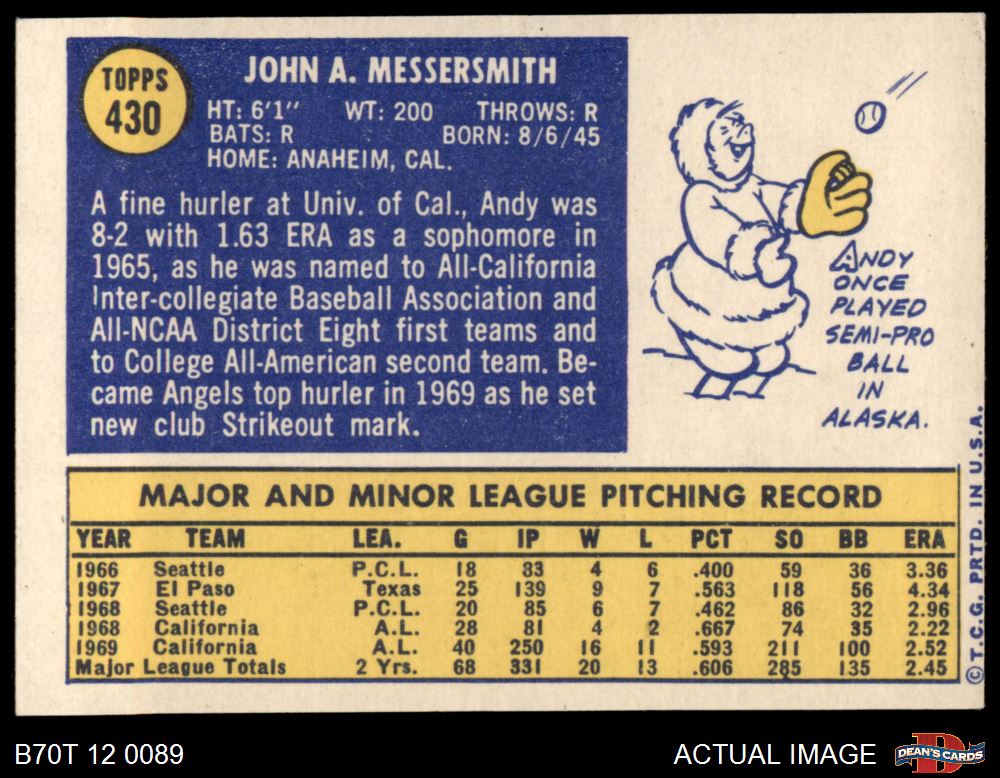 TOPPS
430
JOHN A. MESSERSMITH
HT: 6'1" WT: 200 THROWS: R
BATS: R BORN: 8/6/45
HOME: ANAHEIM, CAL.
A fine hurler at Univ. of Cal., Andy was
8-2 with 1.63 ERA as a sophomore in
1965, as he was named to All-California
Inter-collegiate Baseball Association and
All-NCAA District Eight first teams and
to College All-American second team. Be-
came Angels top hurler in 1969 as he set
new club Strikeout mark.
ANDY
ONCE
PLAYED
SEMI-PRO
BALL
IN
ALASKA.
MAJOR AND MINOR LEAGUE PITCHING RECORD
YEAR TEAM LEA. G IP W L PCT SO BB ERA
1966 Seattle P.C.L. 18 83 4 6 .400 59 36 3.36
1967 El Paso Texas 25 139 9 7 .563 118 56 4.34
1968 Seattle P.C.L. 20 85 6 7 .462 86 32 2.96
1968 California A.L. 28 81 4 2 .667 74 35 2.22
1969 California A.L. 40 250 16 11 .593 211 100 2.52
Major League Totals 2 Yrs. 68 331 20 13 .606 285 135 2.45
©T.C.G. PRTD. IN U.S.A.
B70T 12 0089
ACTUAL IMAGE
DEAN'S CARDS